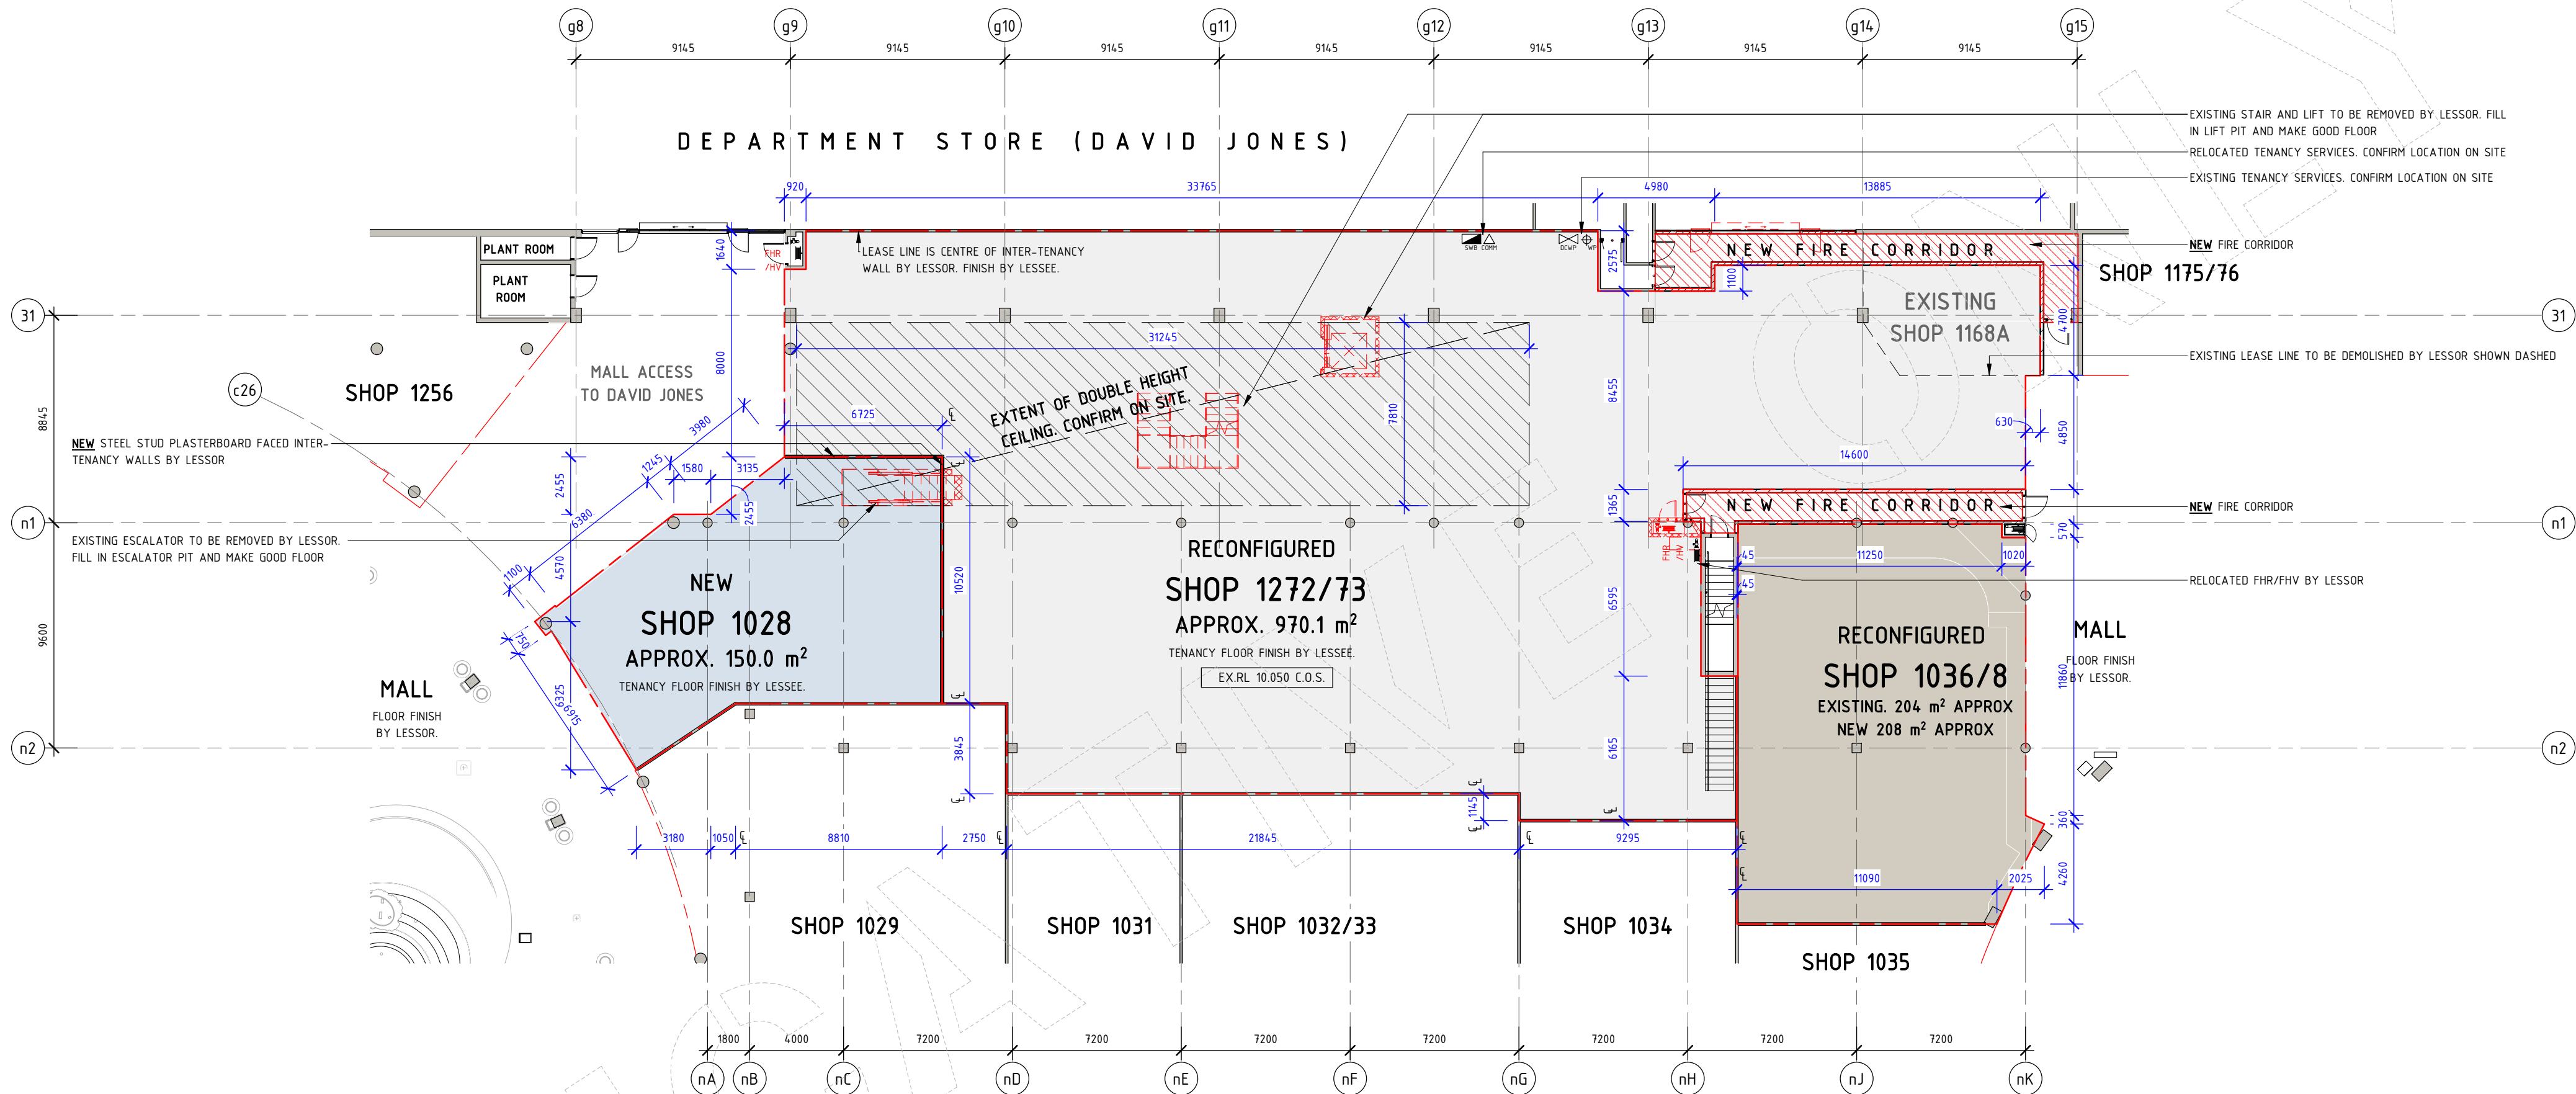 g8 g9 g10 g11 g12 g13 g14 g15
9145 9145 9145 9145 9145 9145 9145
DEPARTMENT STORE (DAVID JONES)
EXISTING STAIR AND LIFT TO BE REMOVED BY LESSOR. FILL
IN LIFT PIT AND MAKE GOOD FLOOR
RELOCATED TENANCY SERVICES. CONFIRM LOCATION ON SITE
EXISTING TENANCY SERVICES. CONFIRM LOCATION ON SITE
920 33765 4980 13885
PLANT ROOM
PLANT
ROOM
1640
FHR
/HV
LEASE LINE IS CENTRE OF INTER-TENANCY
WALL BY LESSOR. FINISH BY LESSEE.
SWB COMM
DCWP WP
2575
NEW FIRE CORRIDOR
1100
NEW FIRE CORRIDOR
SHOP 1175/76
31
31
EXISTING
SHOP 1168A
4700
31245
EXISTING LEASE LINE TO BE DEMOLISHED BY LESSOR SHOWN DASHED
MALL ACCESS
TO DAVID JONES
8000
c26
SHOP 1256
8845
EXTENT OF DOUBLE HEIGHT
CEILING. CONFIRM ON SITE.
7810
8455
6725
3980
630
4850
NEW STEEL STUD PLASTERBOARD FACED INTER-
TENANCY WALLS BY LESSOR
1245
1580
3135
14600
2455
2455
6380
1365
NEW FIRE CORRIDOR
NEW FIRE CORRIDOR
n1
n1
EXISTING ESCALATOR TO BE REMOVED BY LESSOR.
FILL IN ESCALATOR PIT AND MAKE GOOD FLOOR
570
FHR
/HV
45
11250
1020
45
RELOCATED FHR/FHV BY LESSOR
1100
4570
10520
6595
NEW
SHOP 1028
APPROX. 150.0 m²
TENANCY FLOOR FINISH BY LESSEE.
RECONFIGURED
SHOP 1272/73
APPROX. 970.1 m²
TENANCY FLOOR FINISH BY LESSEE.
EX.RL 10.050 C.O.S.
RECONFIGURED
SHOP 1036/8
EXISTING. 204 m² APPROX
NEW 208 m² APPROX
9600
750
MALL
FLOOR FINISH
BY LESSOR.
MALL
FLOOR FINISH
BY LESSOR.
11860
6325
6915
n2
n2
3845
6165
1145
360
3180 1050 8810 2750 21845 9295
11090 2025
4260
SHOP 1029
SHOP 1031
SHOP 1032/33
SHOP 1034
SHOP 1035
1800 4000 7200 7200 7200 7200 7200 7200 7200
nA nB nC nD nE nF nG nH nJ nK